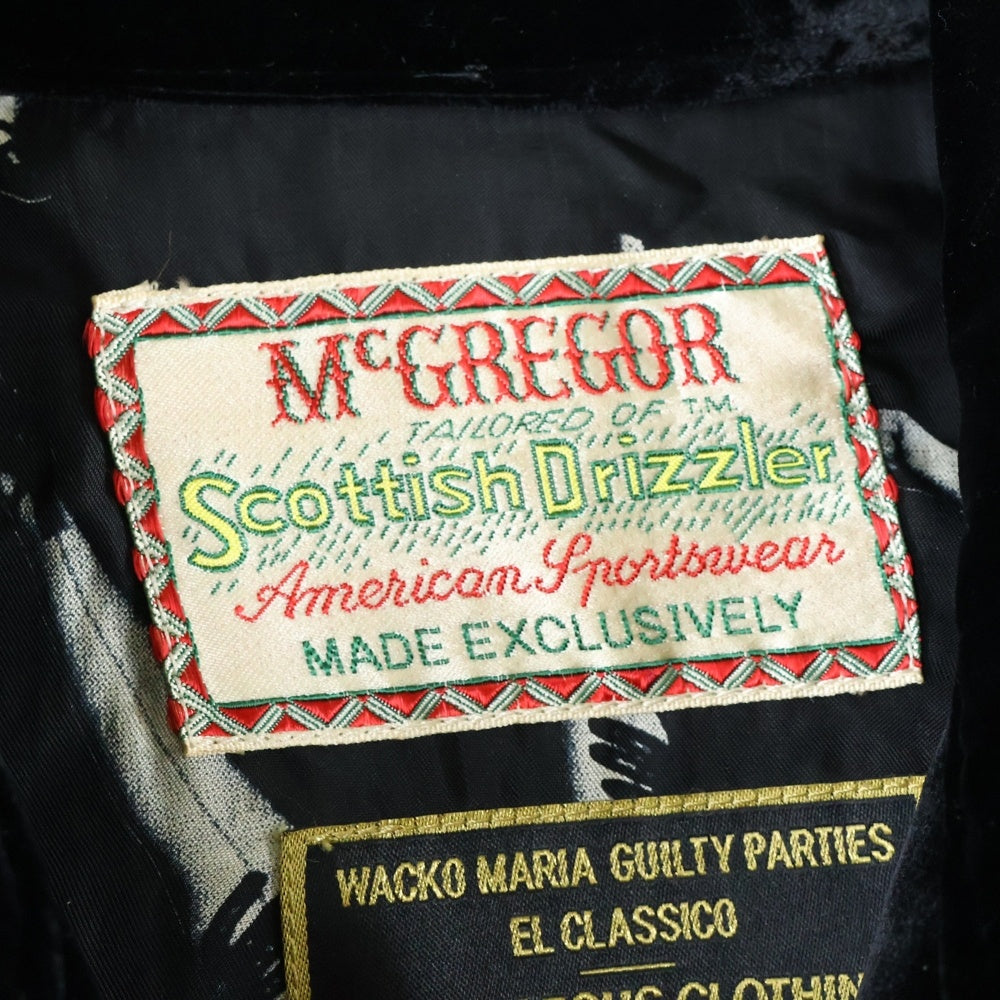 McGREGOR
TAILORED OF TM
Scottish Drizzler
American Sportswear
MADE EXCLUSIVELY
WACKO MARIA GUILTY PARTIES
EL CLASSICO